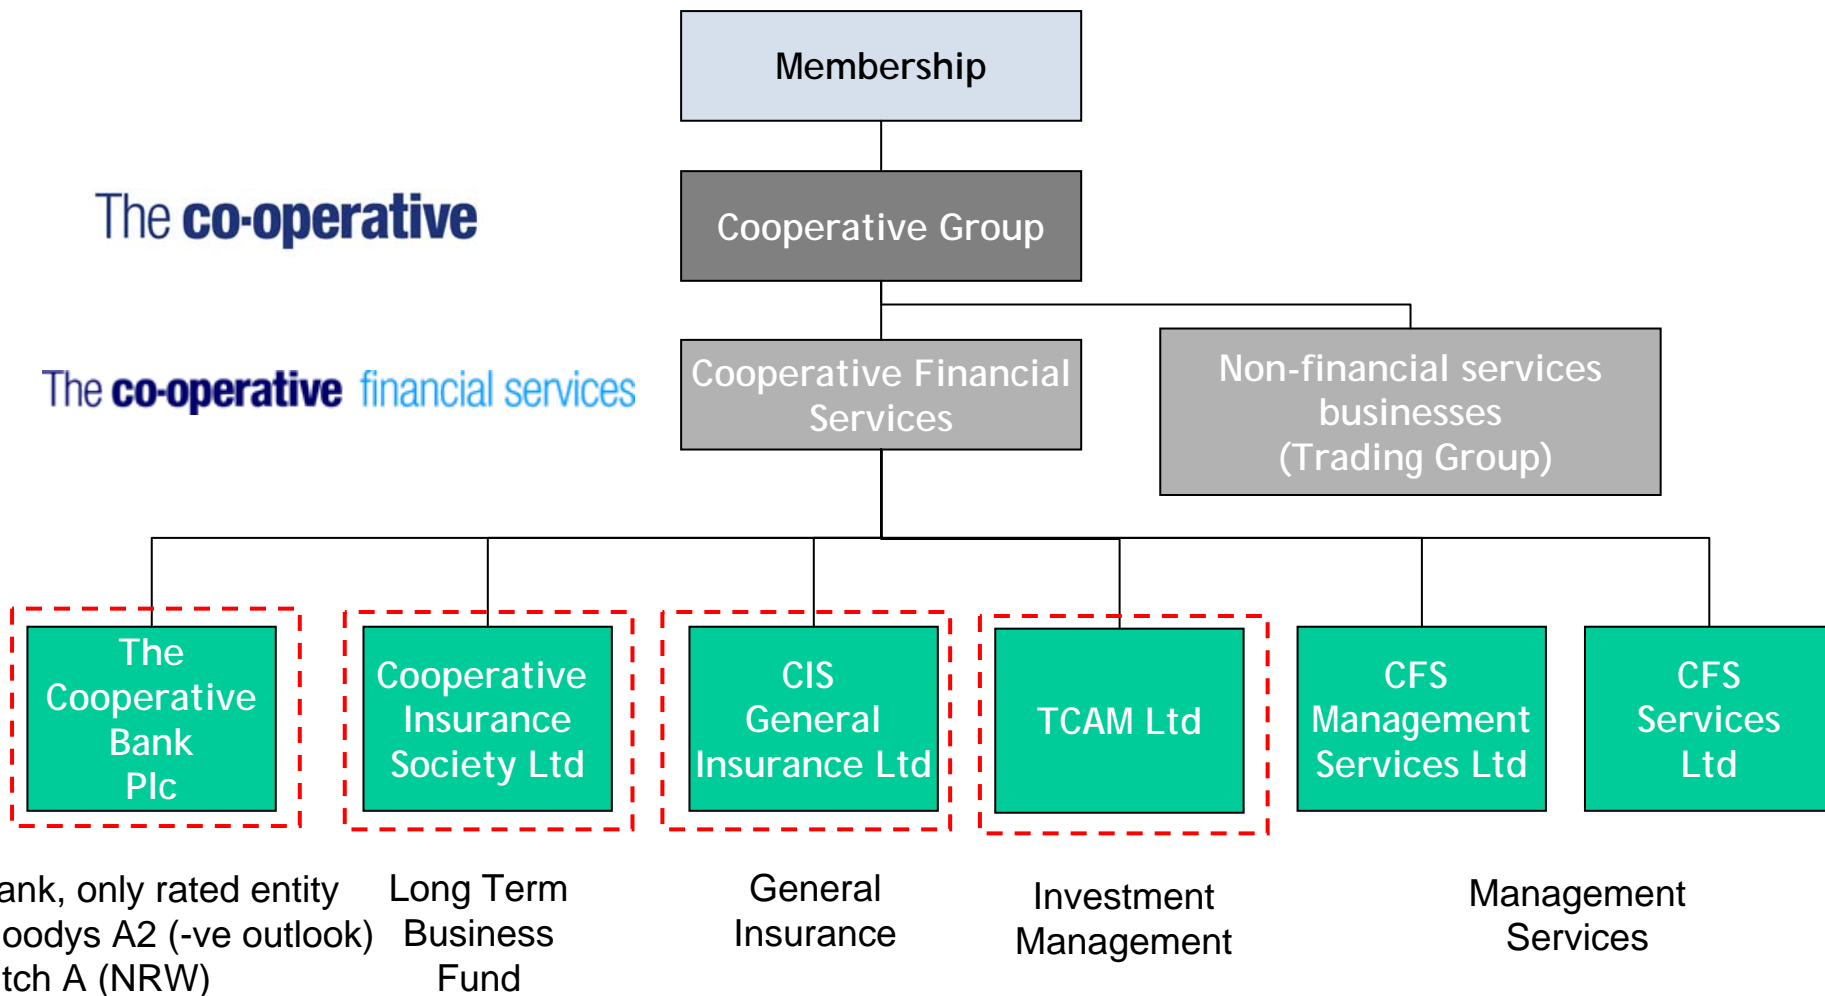 Membership
The co-operative
Cooperative Group
The co-operative financial services
Cooperative Financial
Services
Non-financial services
businesses
(Trading Group)
The
Cooperative
Bank
Plc
Cooperative
Insurance
Society Ltd
CIS
General
Insurance Ltd
TCAM Ltd
CFS
Management
Services Ltd
CFS
Services
Ltd
ank, only rated entity
oodys A2 (-ve outlook)
itch A (NRW)
Long Term
Business
Fund
General
Insurance
Investment
Management
Management
Services